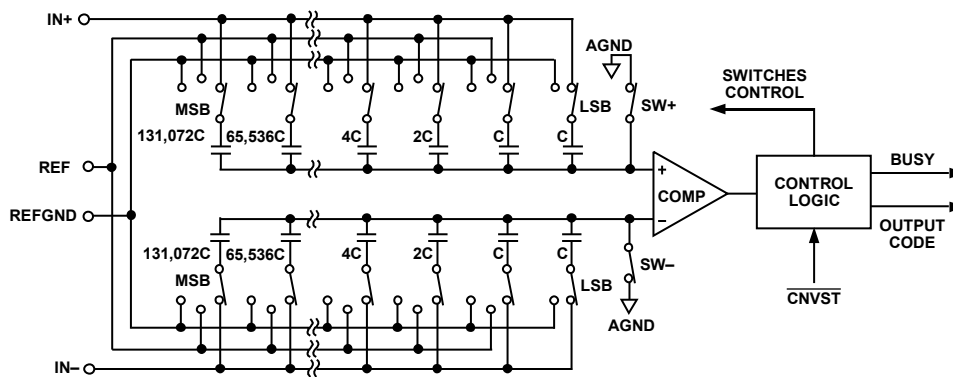 IN+
AGND
SWITCHES
CONTROL
MSB
LSB
SW+
131,072C
65,536C
4C
2C
C
C
REF
BUSY
+
COMP
CONTROL
LOGIC
REFGND
–
OUTPUT
CODE
131,072C
65,536C
4C
2C
C
C
MSB
LSB
SW–
CNVST
AGND
IN–